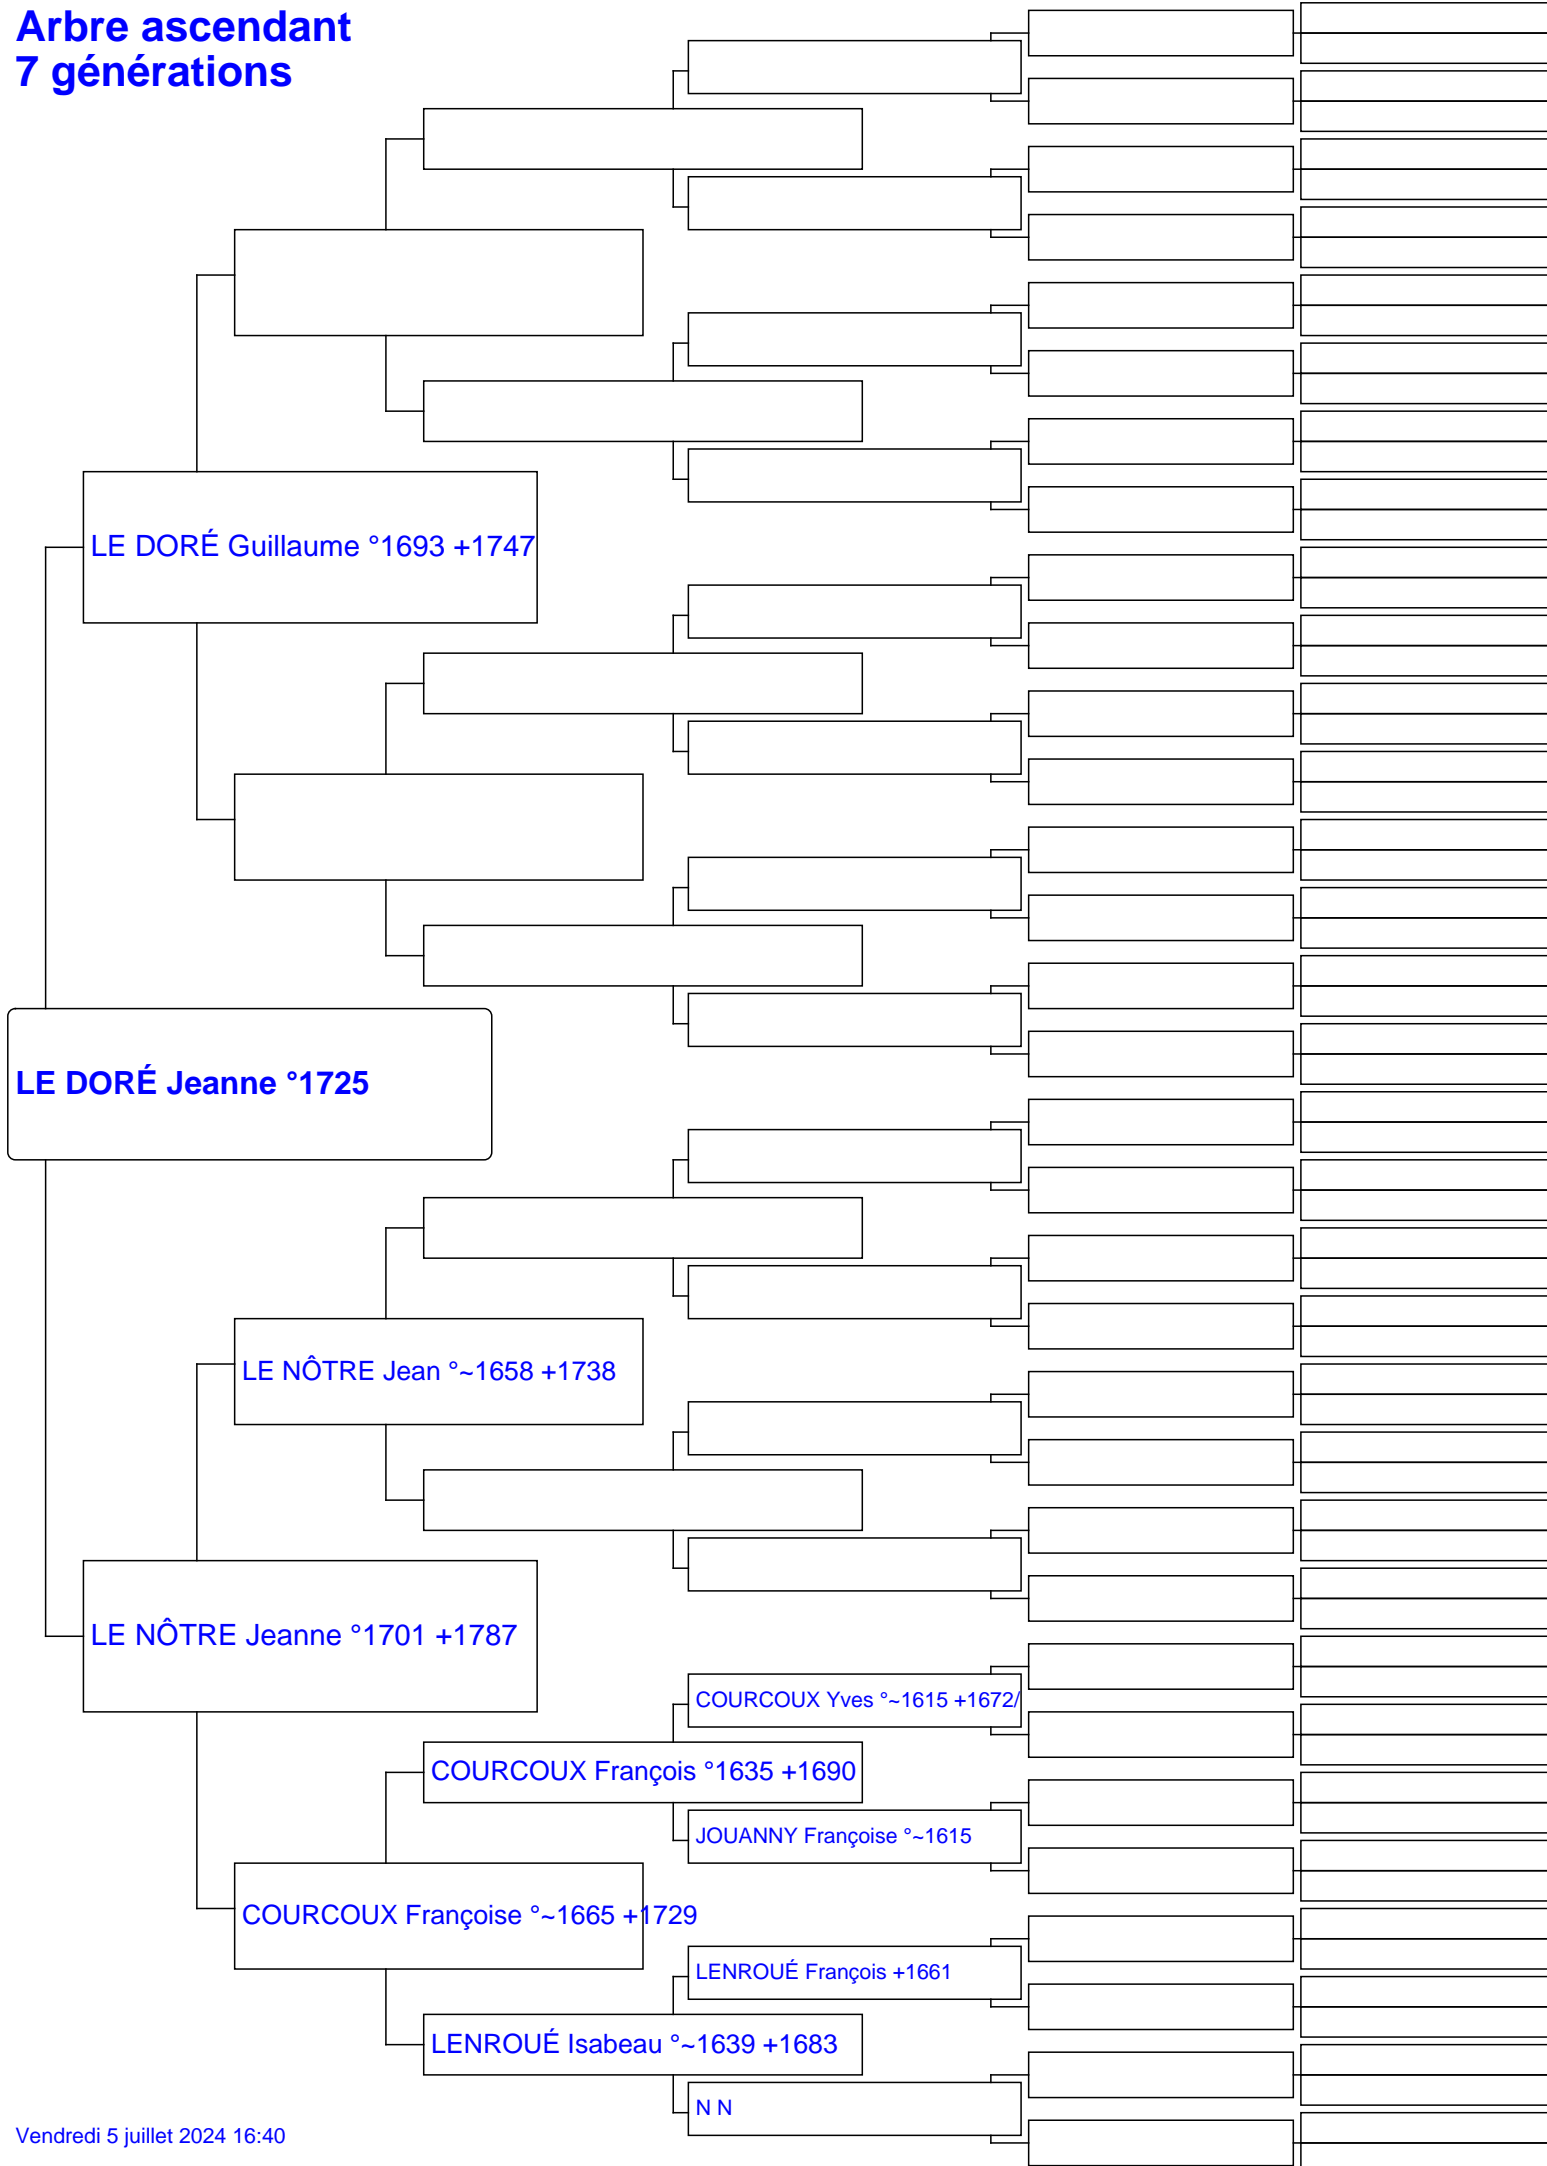 Arbre ascendant
7 générations
LE DORÉ Guillaume °1693 +1747
LE DORÉ Jeanne °1725
LE NÔTRE Jean °~1658 +1738
LE NÔTRE Jeanne °1701 +1787
COURCOUX Yves °~1615 +1672/
COURCOUX François °1635 +1690
JOUANNY Françoise °~1615
COURCOUX Françoise °~1665 +1729
LENROUÉ François +1661
LENROUÉ Isabeau °~1639 +1683
N N
Vendredi 5 juillet 2024 16:40